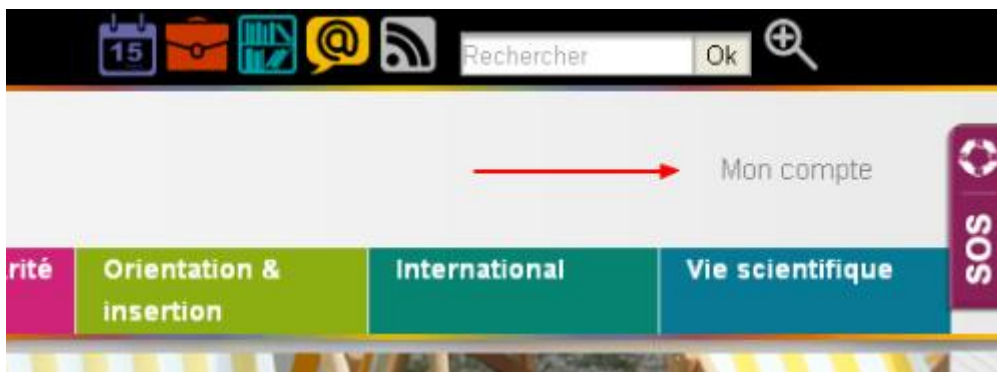 15
@
Rechercher
Ok
Mon compte
SOS
rité
Orientation &
insertion
International
Vie scientifique